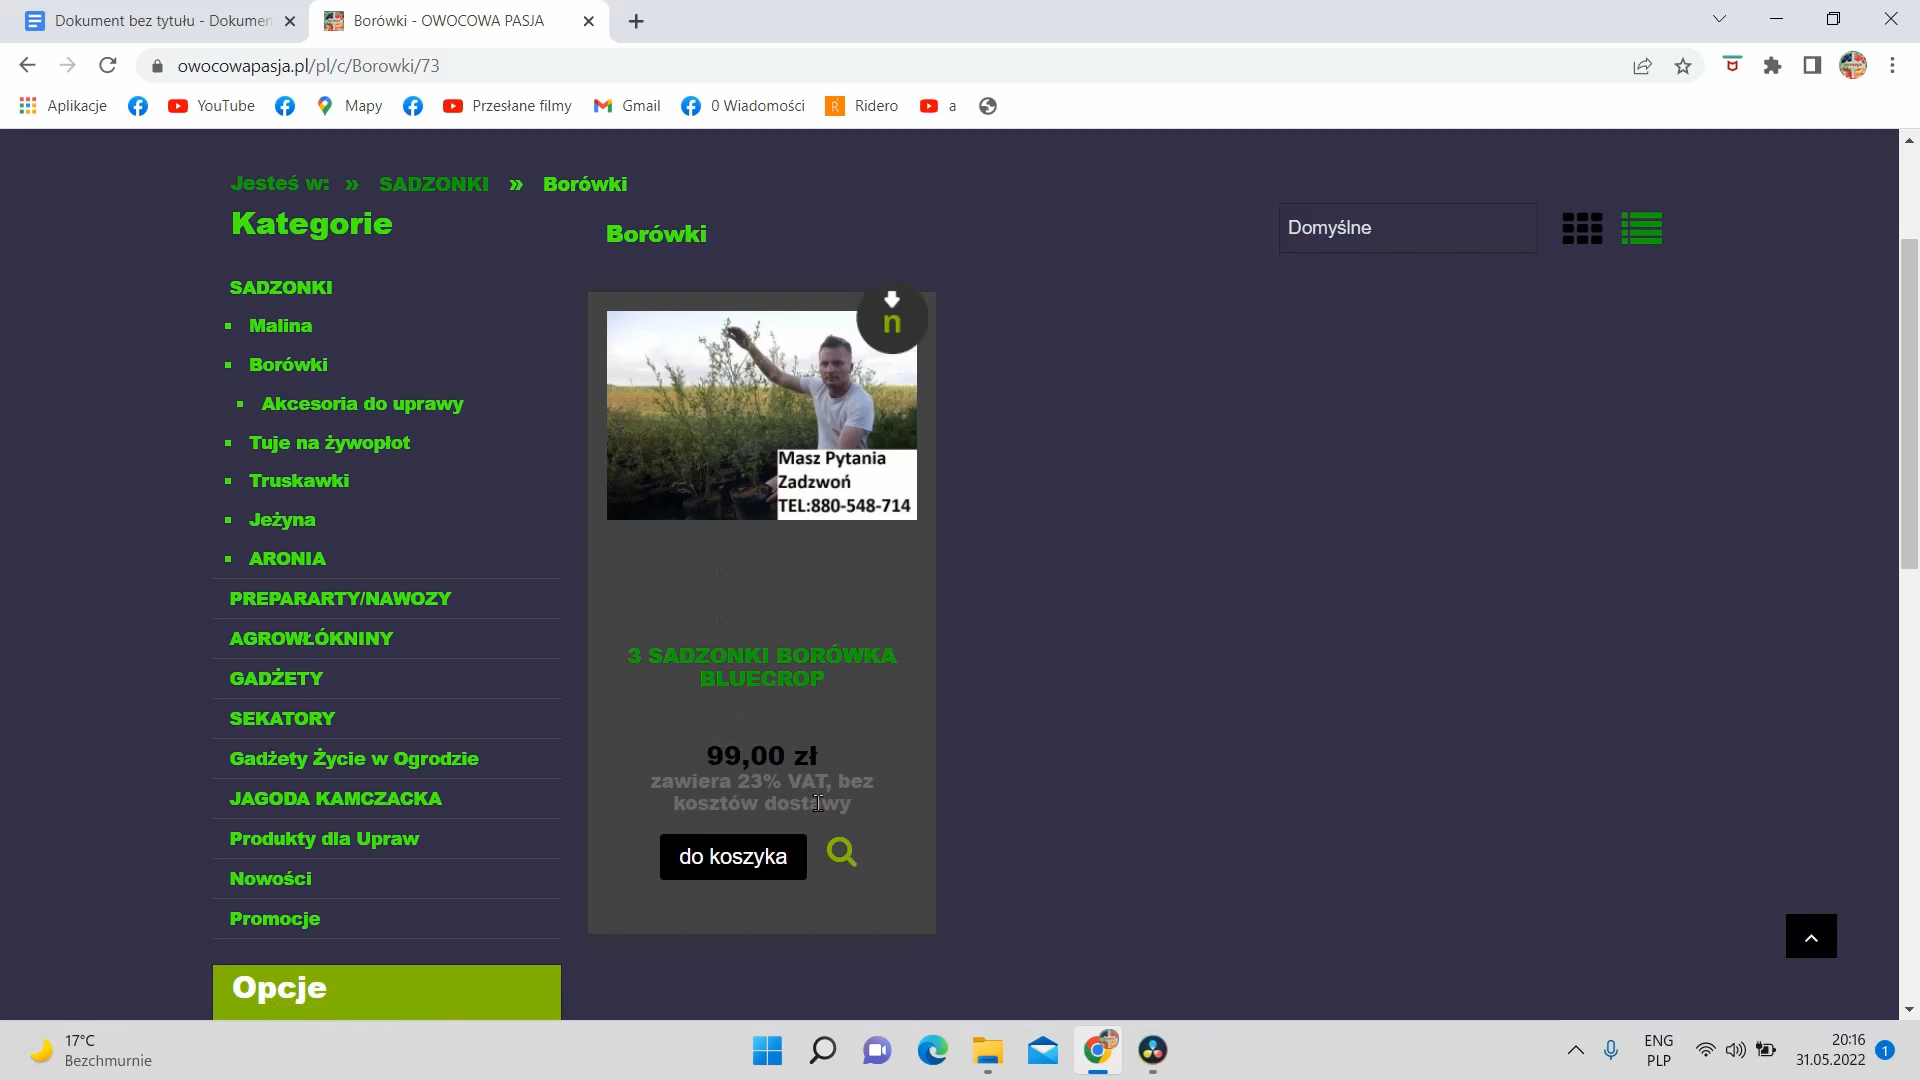 Dokument bez tytułu - Dokumen
Borówki - OWOCOWA PASJA
owocowapasja.pl/pl/c/Borowki/73
Aplikacje
YouTube
Mapy
Przesłane filmy
Gmail
0 Wiadomości
Ridero
a
Jesteś w: » SADZONKI » Borówki
Kategorie
SADZONKI
Malina
Borówki
Akcesoria do uprawy
Tuje na żywopłot
Truskawki
Jeżyna
ARONIA
PREPARARTY/NAWOZY
AGROWŁÓKNINY
GADŻETY
SEKATORY
Gadżety Życie w Ogrodzie
JAGODA KAMCZACKA
Produkty dla Upraw
Nowości
Promocje
Opcje
Borówki
Domyślne
n
Masz Pytania
Zadzwoń
TEL:880-548-714
3 SADZONKI BORÓWKA
BLUECROP
99,00 zł
zawiera 23% VAT, bez
kosztów dostawy
do koszyka
17°C
Bezchmurnie
ENG
PLP
20:16
31.05.2022
1